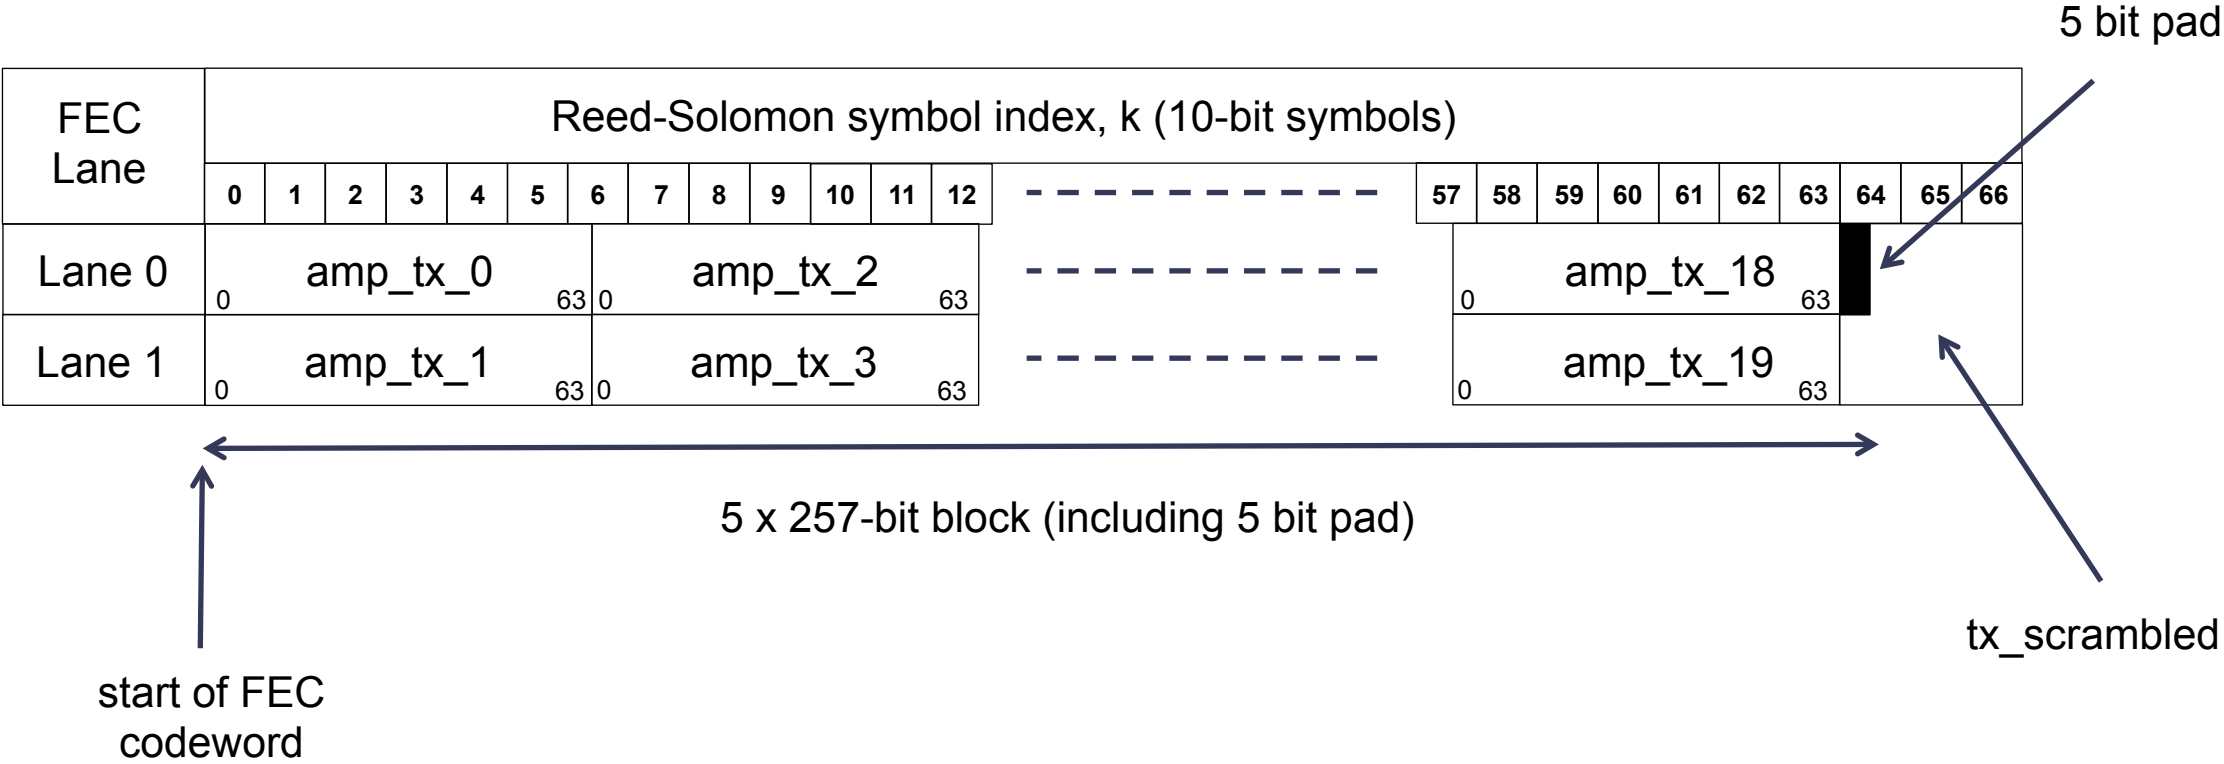 5 bit pad
FEC
Lane
Reed-Solomon symbol index, k (10-bit symbols)
0 1 2 3 4 5 6 7 8 9 10 11 12 57 58 59 60 61 62 63 64 65 66
Lane 0 amp_tx_0 amp_tx_2 amp_tx_18
0 63 0 63 0 63
Lane 1 amp_tx_1 amp_tx_3 amp_tx_19
0 63 0 63 0 63
5 x 257-bit block (including 5 bit pad)
tx_scrambled
start of FEC
codeword